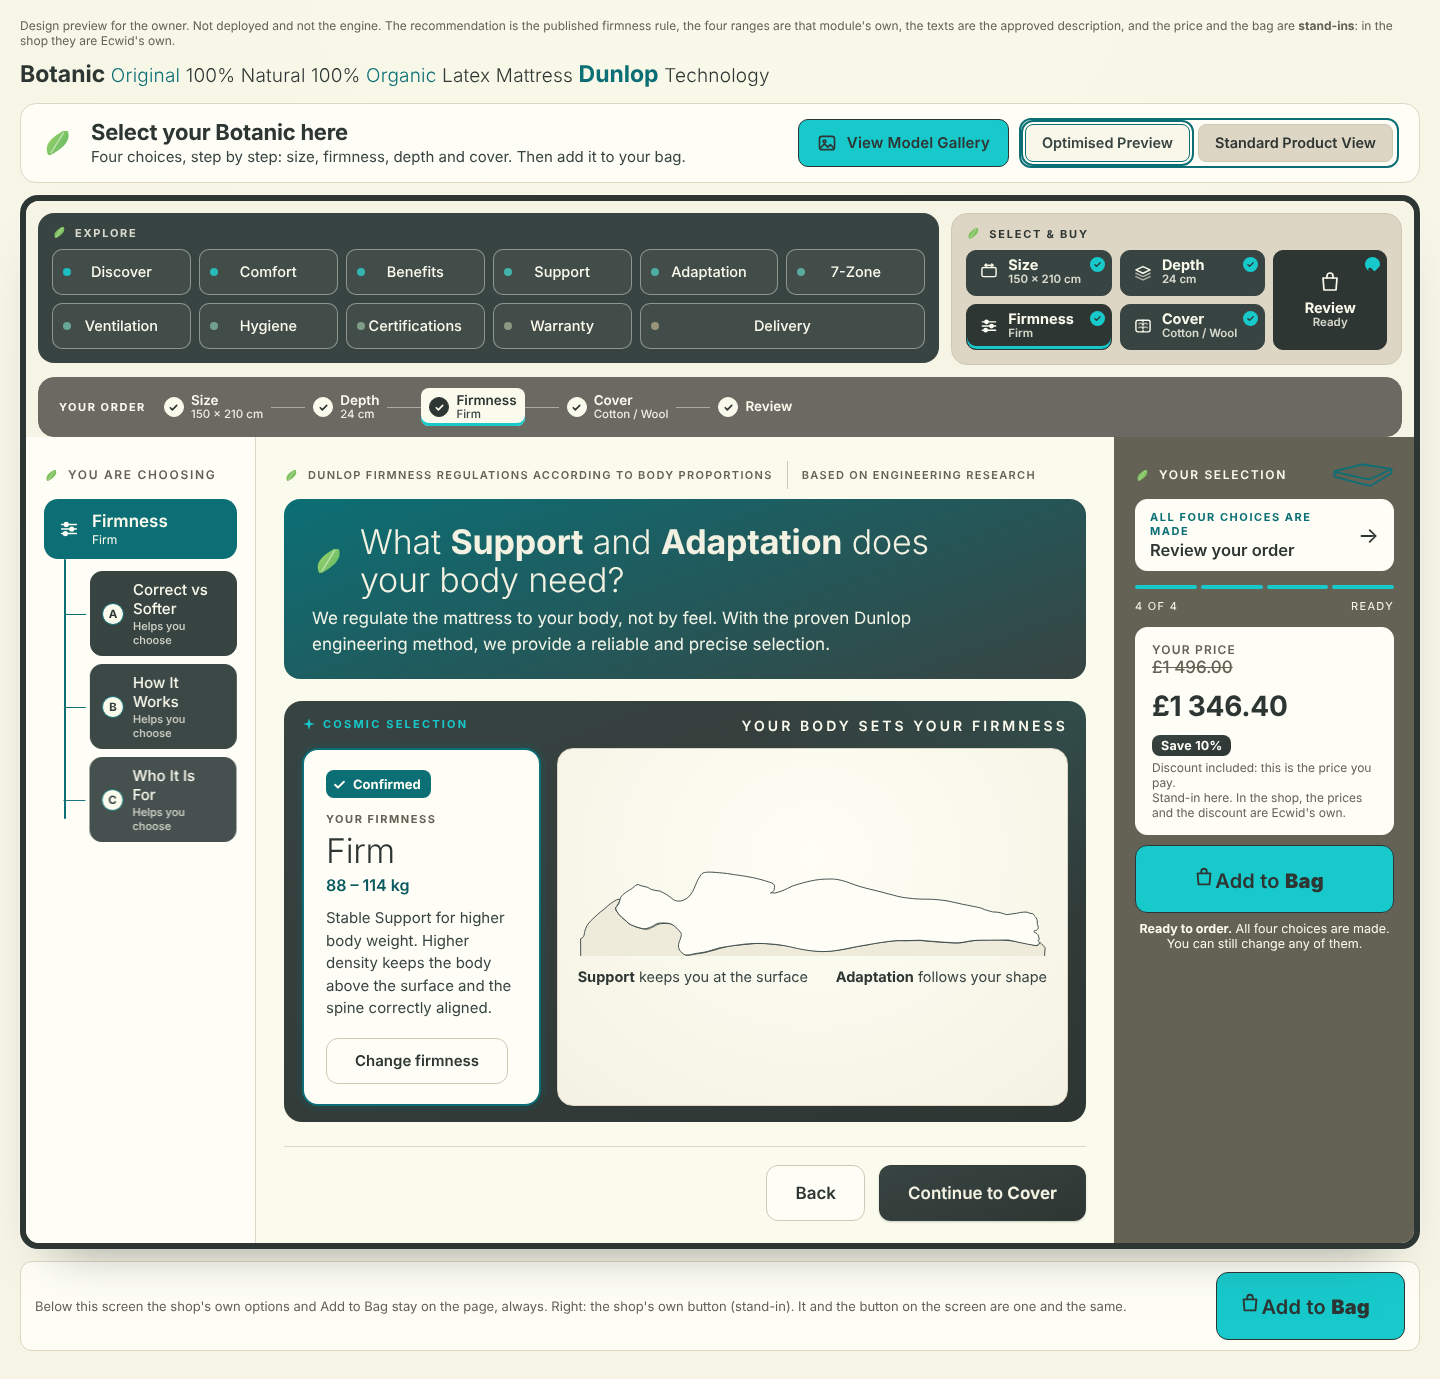 Design preview for the owner. Not deployed and not the engine. The recommendation is the published firmness rule, the four ranges are that module's own, the texts are the approved description, and the price and the bag are stand-ins: in the
shop they are Ecwid's own.
Botanic Original 100% Natural 100% Organic Latex Mattress Dunlop Technology
Select your Botanic here
Four choices, step by step: size, firmness, depth and cover. Then add it to your bag.
View Model Gallery
Optimised Preview
Standard Product View
EXPLORE
Discover
Comfort
Benefits
Support
Adaptation
7-Zone
Ventilation
Hygiene
Certifications
Warranty
Delivery
SELECT & BUY
Size
150 × 210 cm
Depth
24 cm
Firmness
Firm
Cover
Cotton / Wool
Review
Ready
YOUR ORDER
Size
150 × 210 cm
Depth
24 cm
Firmness
Firm
Cover
Cotton / Wool
Review
YOU ARE CHOOSING
Firmness
Firm
A
Correct vs
Softer
Helps you
choose
B
How It
Works
Helps you
choose
C
Who It Is
For
Helps you
choose
DUNLOP FIRMNESS REGULATIONS ACCORDING TO BODY PROPORTIONS
BASED ON ENGINEERING RESEARCH
What Support and Adaptation does
your body need?
We regulate the mattress to your body, not by feel. With the proven Dunlop
engineering method, we provide a reliable and precise selection.
COSMIC SELECTION
YOUR BODY SETS YOUR FIRMNESS
Confirmed
YOUR FIRMNESS
Firm
88 – 114 kg
Stable Support for higher
body weight. Higher
density keeps the body
above the surface and the
spine correctly aligned.
Change firmness
Support keeps you at the surface
Adaptation follows your shape
Back
Continue to Cover
YOUR SELECTION
ALL FOUR CHOICES ARE
MADE
Review your order
4 OF 4
READY
YOUR PRICE
£1 496.00
£1 346.40
Save 10%
Discount included: this is the price you
pay.
Stand-in here. In the shop, the prices
and the discount are Ecwid's own.
Add to Bag
Ready to order. All four choices are made.
You can still change any of them.
Below this screen the shop's own options and Add to Bag stay on the page, always. Right: the shop's own button (stand-in). It and the button on the screen are one and the same.
Add to Bag